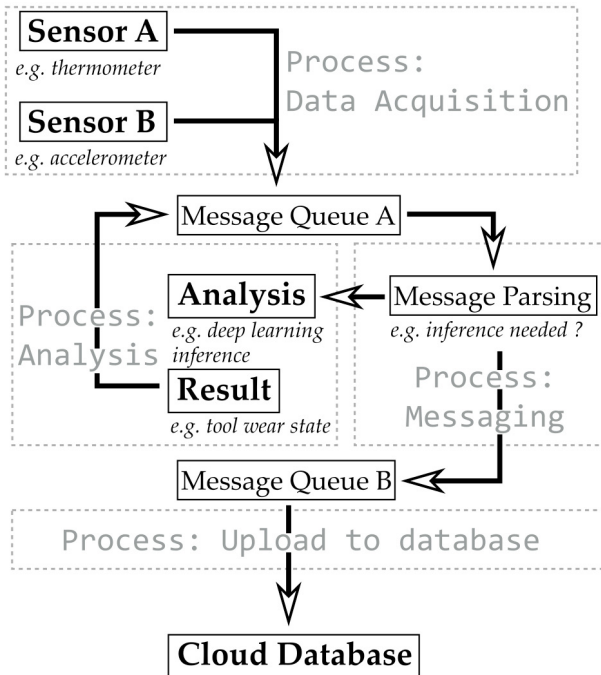 Sensor A
e.g. thermometer
Process:
Data Acquisition
Sensor B
e.g. accelerometer
Message Queue A
Process:
Analysis
Analysis
e.g. deep learning
inference
Message Parsing
e.g. inference needed ?
Result
e.g. tool wear state
Process:
Messaging
Message Queue B
Process: Upload to database
Cloud Database